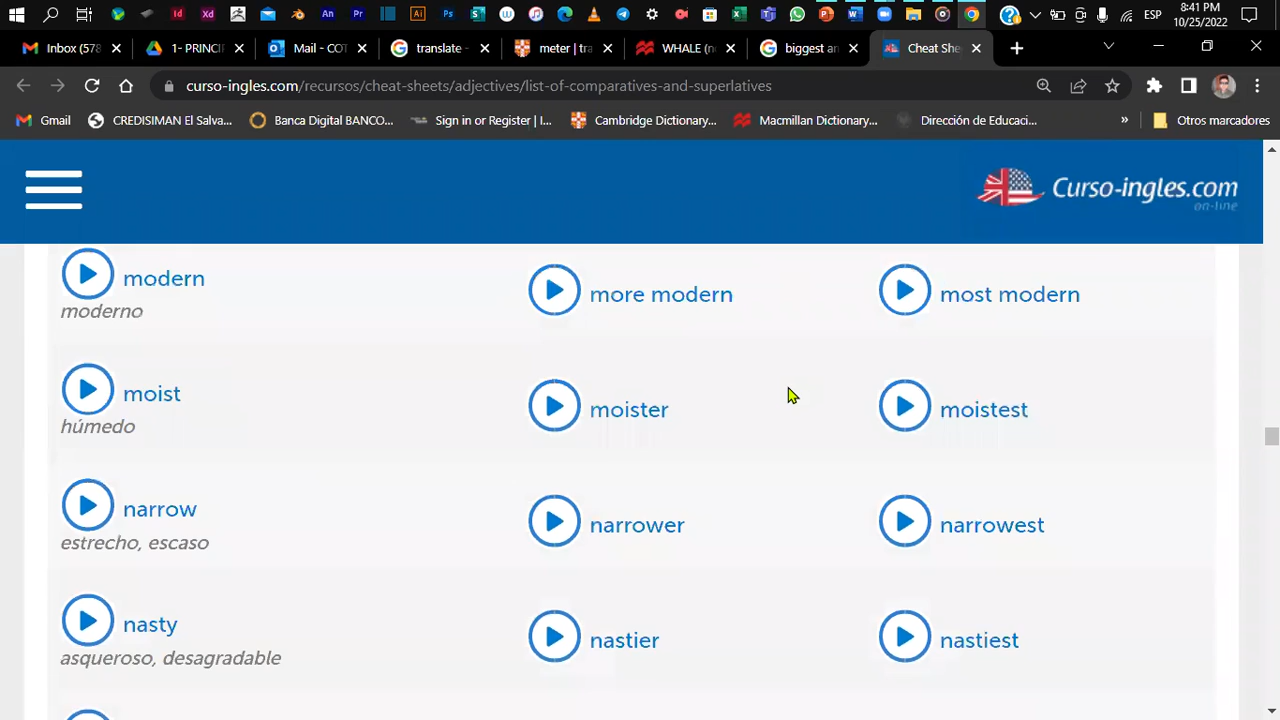 8:41 PM
ESP
10/25/2022
Inbox (578
1- PRINCI
Mail - COT
translate -
meter | tra
WHALE (n
biggest an
Cheat She
curso-ingles.com/recursos/cheat-sheets/adjectives/list-of-comparatives-and-superlatives
Gmail
CREDISIMAN El Salva...
Banca Digital BANCO...
Sign in or Register | I...
Cambridge Dictionary...
Macmillan Dictionary...
Dirección de Educaci...
»
Otros marcadores
Curso-ingles.com
on-line
modern
moderno
more modern
most modern
moist
húmedo
moister
moistest
narrow
estrecho, escaso
narrower
narrowest
nasty
asqueroso, desagradable
nastier
nastiest